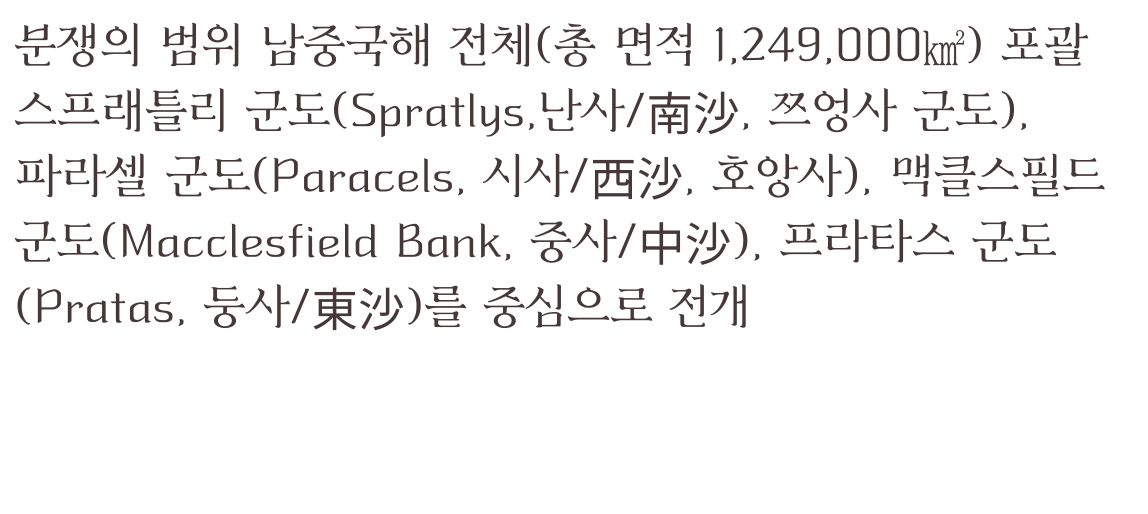 분쟁의 범위 남중국해 전체(총 면적 1,249,000㎢) 포괄
스프래틀리 군도(Spratlys,난사/南沙, 쯔엉사 군도),
파라셀 군도(Paracels, 시사/西沙, 호앙사), 맥클스필드
군도(Macclesfield Bank, 중사/中沙), 프라타스 군도
(Pratas, 둥사/東沙)를 중심으로 전개